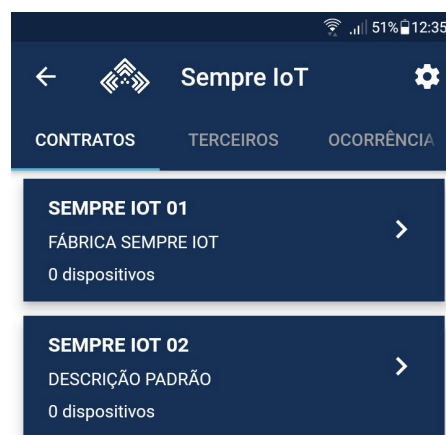 51% 12:35
Sempre IoT
CONTRATOS TERCEIROS OCORRÊNCIA
SEMPRE IOT 01
FÁBRICA SEMPRE IOT
0 dispositivos
SEMPRE IOT 02
DESCRIÇÃO PADRÃO
0 dispositivos